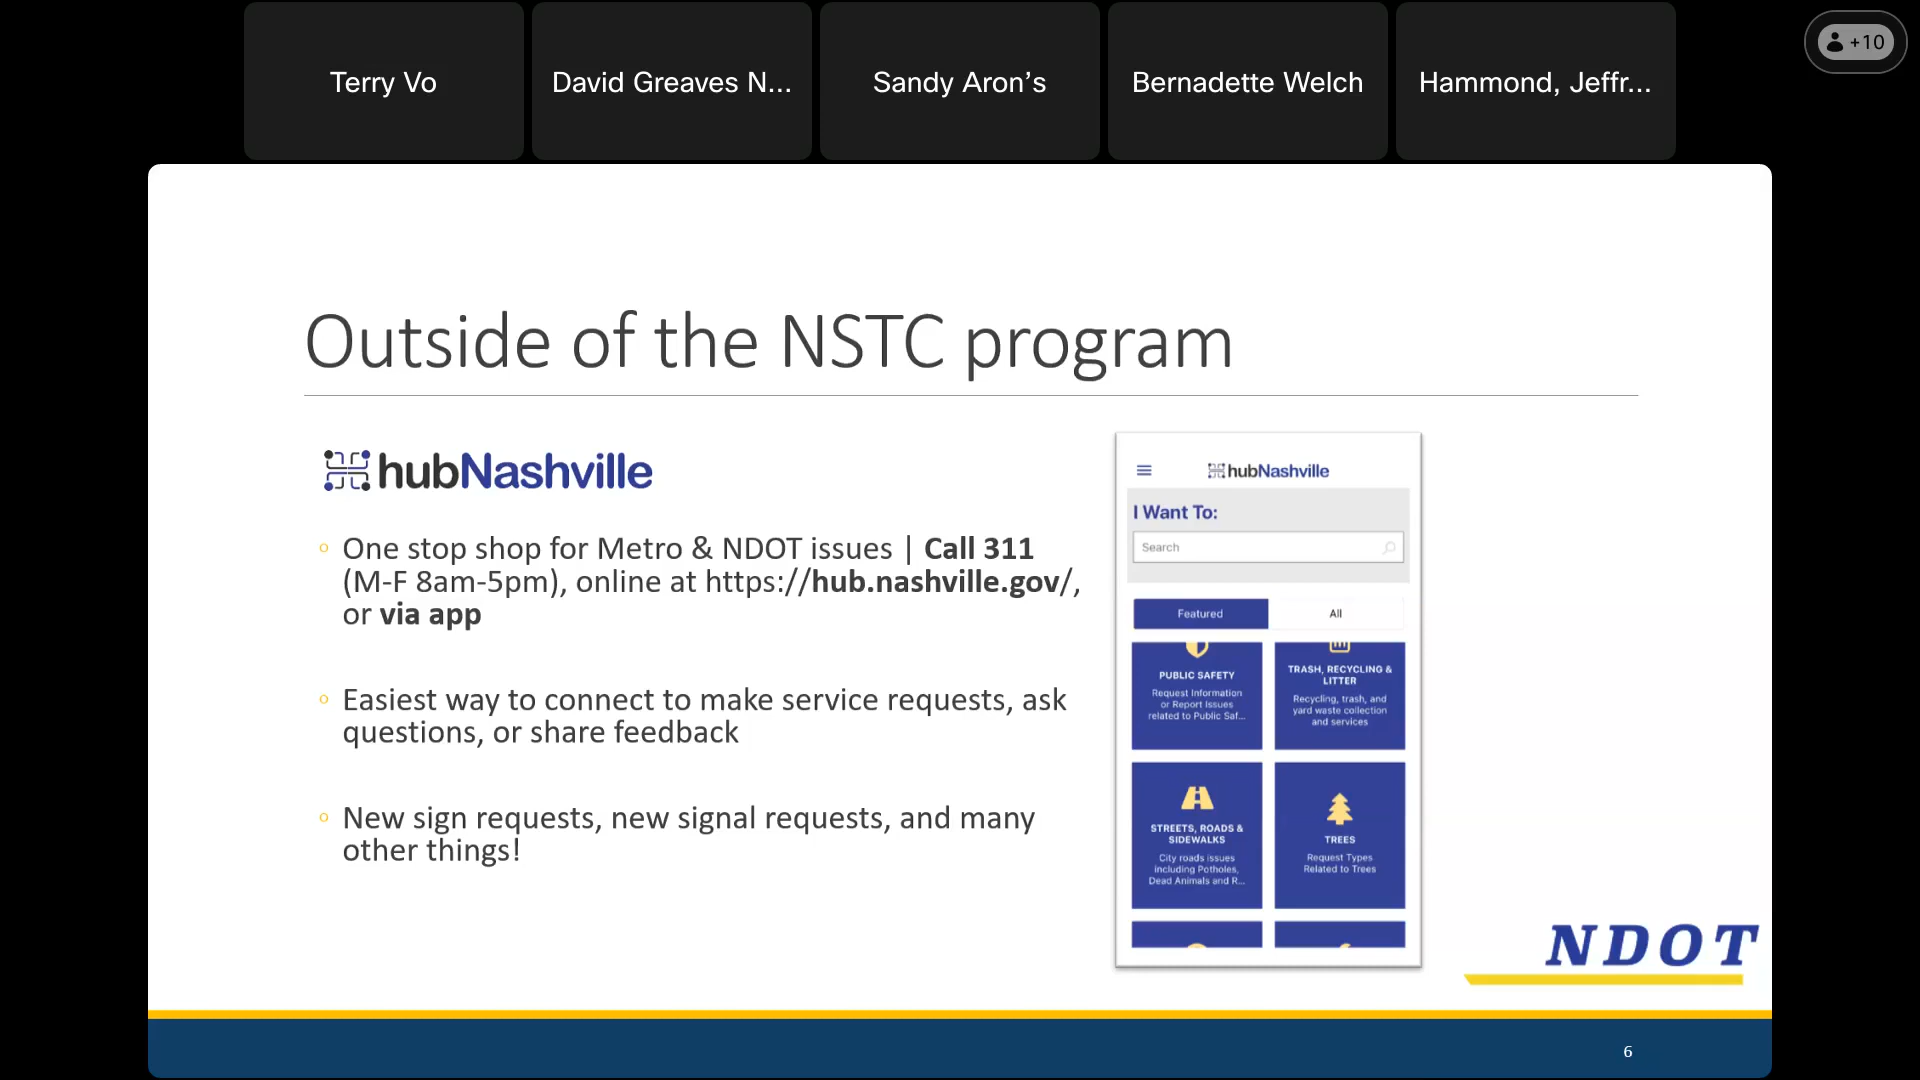 Terry Vo
David Greaves N...
Sandy Aron’s
Bernadette Welch
Hammond, Jeffr...
+10
Outside of the NSTC program
hubNashville
One stop shop for Metro & NDOT issues | Call 311
(M-F 8am-5pm), online at https://hub.nashville.gov/,
or via app
Easiest way to connect to make service requests, ask
questions, or share feedback
New sign requests, new signal requests, and many
other things!
hubNashville
I Want To:
Search
Featured
All
PUBLIC SAFETY
Request Information
or Report Issues
related to Public Saf...
TRASH, RECYCLING &
LITTER
Recycling, trash, and
yard waste collection
and services
STREETS, ROADS &
SIDEWALKS
City roads issues
including Potholes,
Dead Animals and R...
TREES
Request Types
Related to Trees
NDOT
6